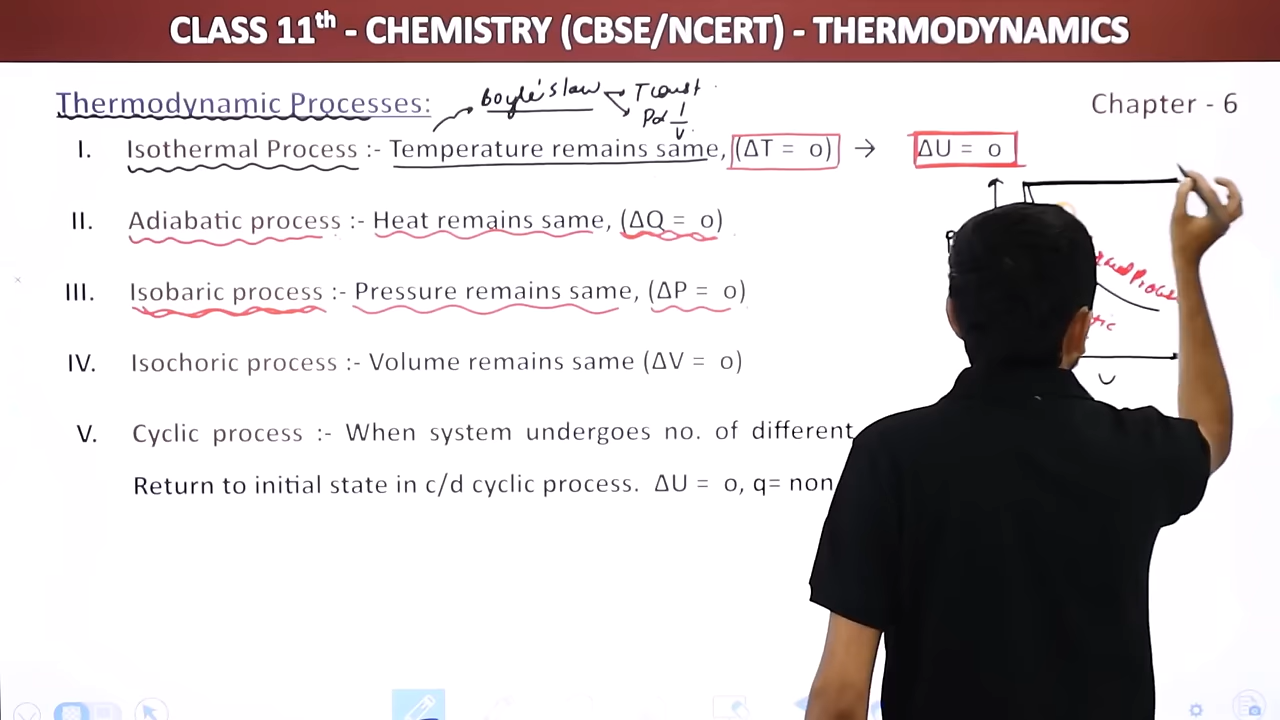 CLASS 11th - CHEMISTRY (CBSE/NCERT) - THERMODYNAMICS
Thermodynamic Processes:
Boyle's law
T const
P∝ 1/V
Chapter - 6
I. Isothermal Process :- Temperature remains same, (ΔT = 0) → ΔU = 0
II. Adiabatic process :- Heat remains same, (ΔQ = 0)
III. Isobaric process :- Pressure remains same, (ΔP = 0)
IV. Isochoric process :- Volume remains same (ΔV = 0)
V. Cyclic process :- When system undergoes no. of different
Return to initial state in c/d cyclic process. ΔU = 0, q= non
V